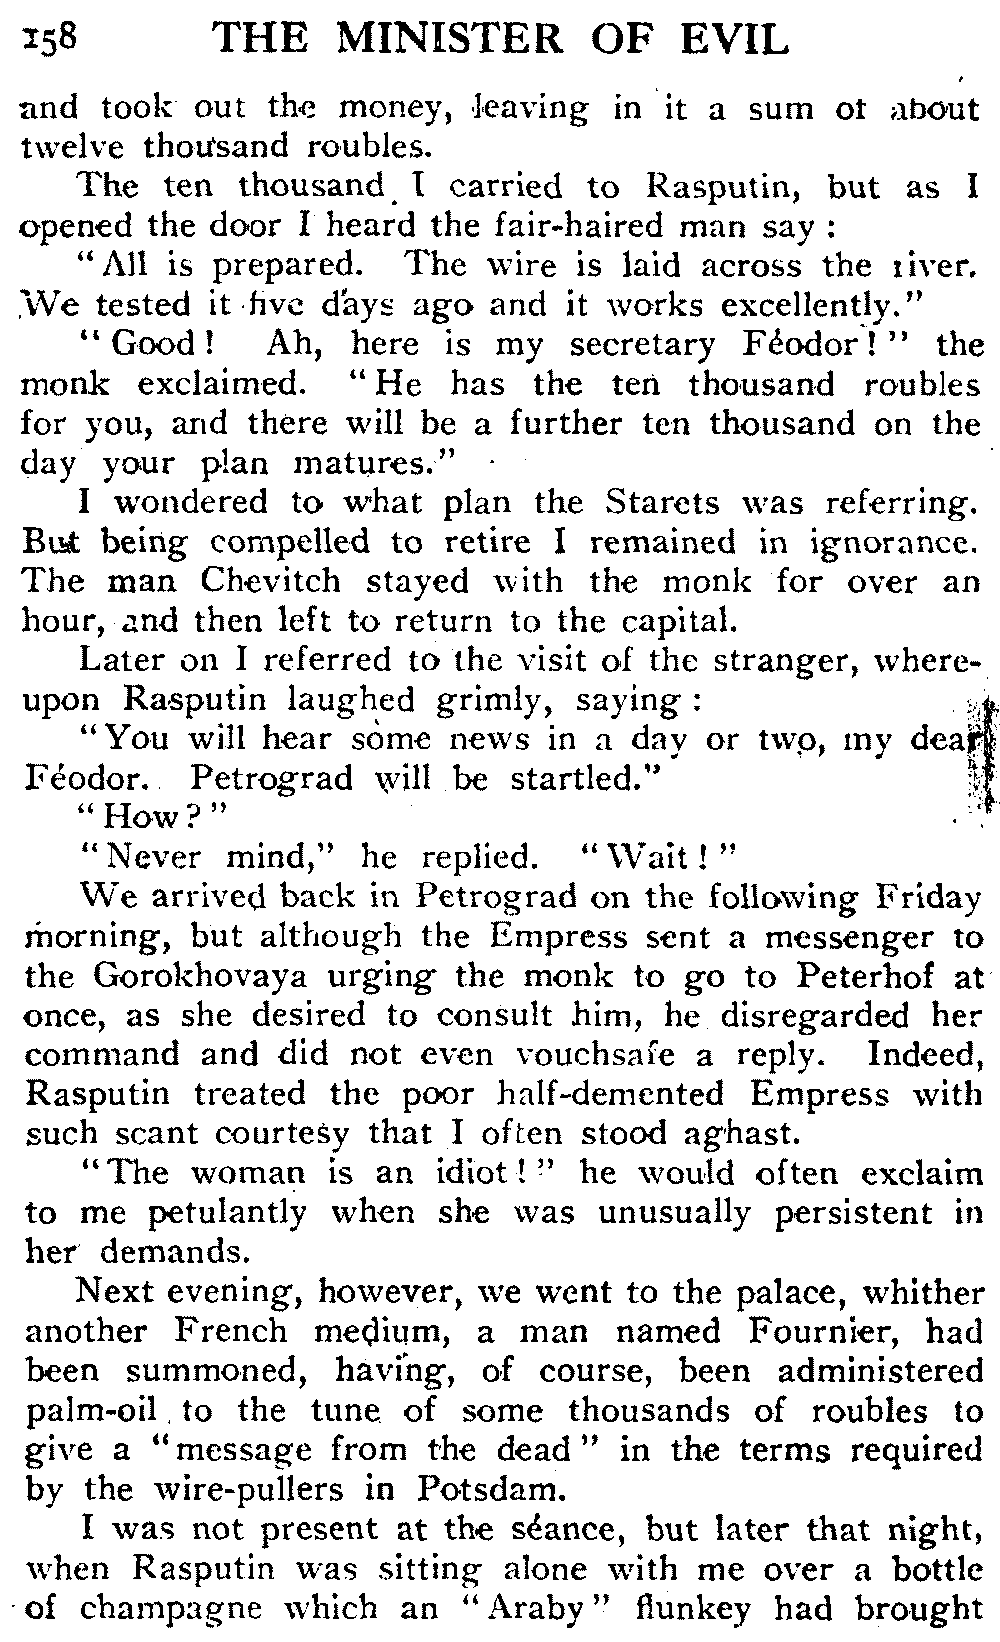 158 THE MINISTER OF EVIL
and took out the money, leaving in it a sum of about
twelve thousand roubles.
The ten thousand I carried to Rasputin, but as I
opened the door I heard the fair-haired man say :
"All is prepared. The wire is laid across the river.
We tested it five days ago and it works excellently."
"Good ! Ah, here is my secretary Féodor ! " the
monk exclaimed. "He has the ten thousand roubles
for you, and there will be a further ten thousand on the
day your plan matures."
I wondered to what plan the Starets was referring.
But being compelled to retire I remained in ignorance.
The man Chevitch stayed with the monk for over an
hour, and then left to return to the capital.
Later on I referred to the visit of the stranger, where-
upon Rasputin laughed grimly, saying :
"You will hear some news in a day or two, my dear
Féodor. Petrograd will be startled."
"How ? "
"Never mind," he replied. "Wait ! "
We arrived back in Petrograd on the following Friday
morning, but although the Empress sent a messenger to
the Gorokhovaya urging the monk to go to Peterhof at
once, as she desired to consult him, he disregarded her
command and did not even vouchsafe a reply. Indeed,
Rasputin treated the poor half-demented Empress with
such scant courtesy that I often stood aghast.
"The woman is an idiot ! " he would often exclaim
to me petulantly when she was unusually persistent in
her demands.
Next evening, however, we went to the palace, whither
another French medium, a man named Fournier, had
been summoned, having, of course, been administered
palm-oil to the tune of some thousands of roubles to
give a "message from the dead " in the terms required
by the wire-pullers in Potsdam.
I was not present at the séance, but later that night,
when Rasputin was sitting alone with me over a bottle
of champagne which an "Araby" flunkey had brought